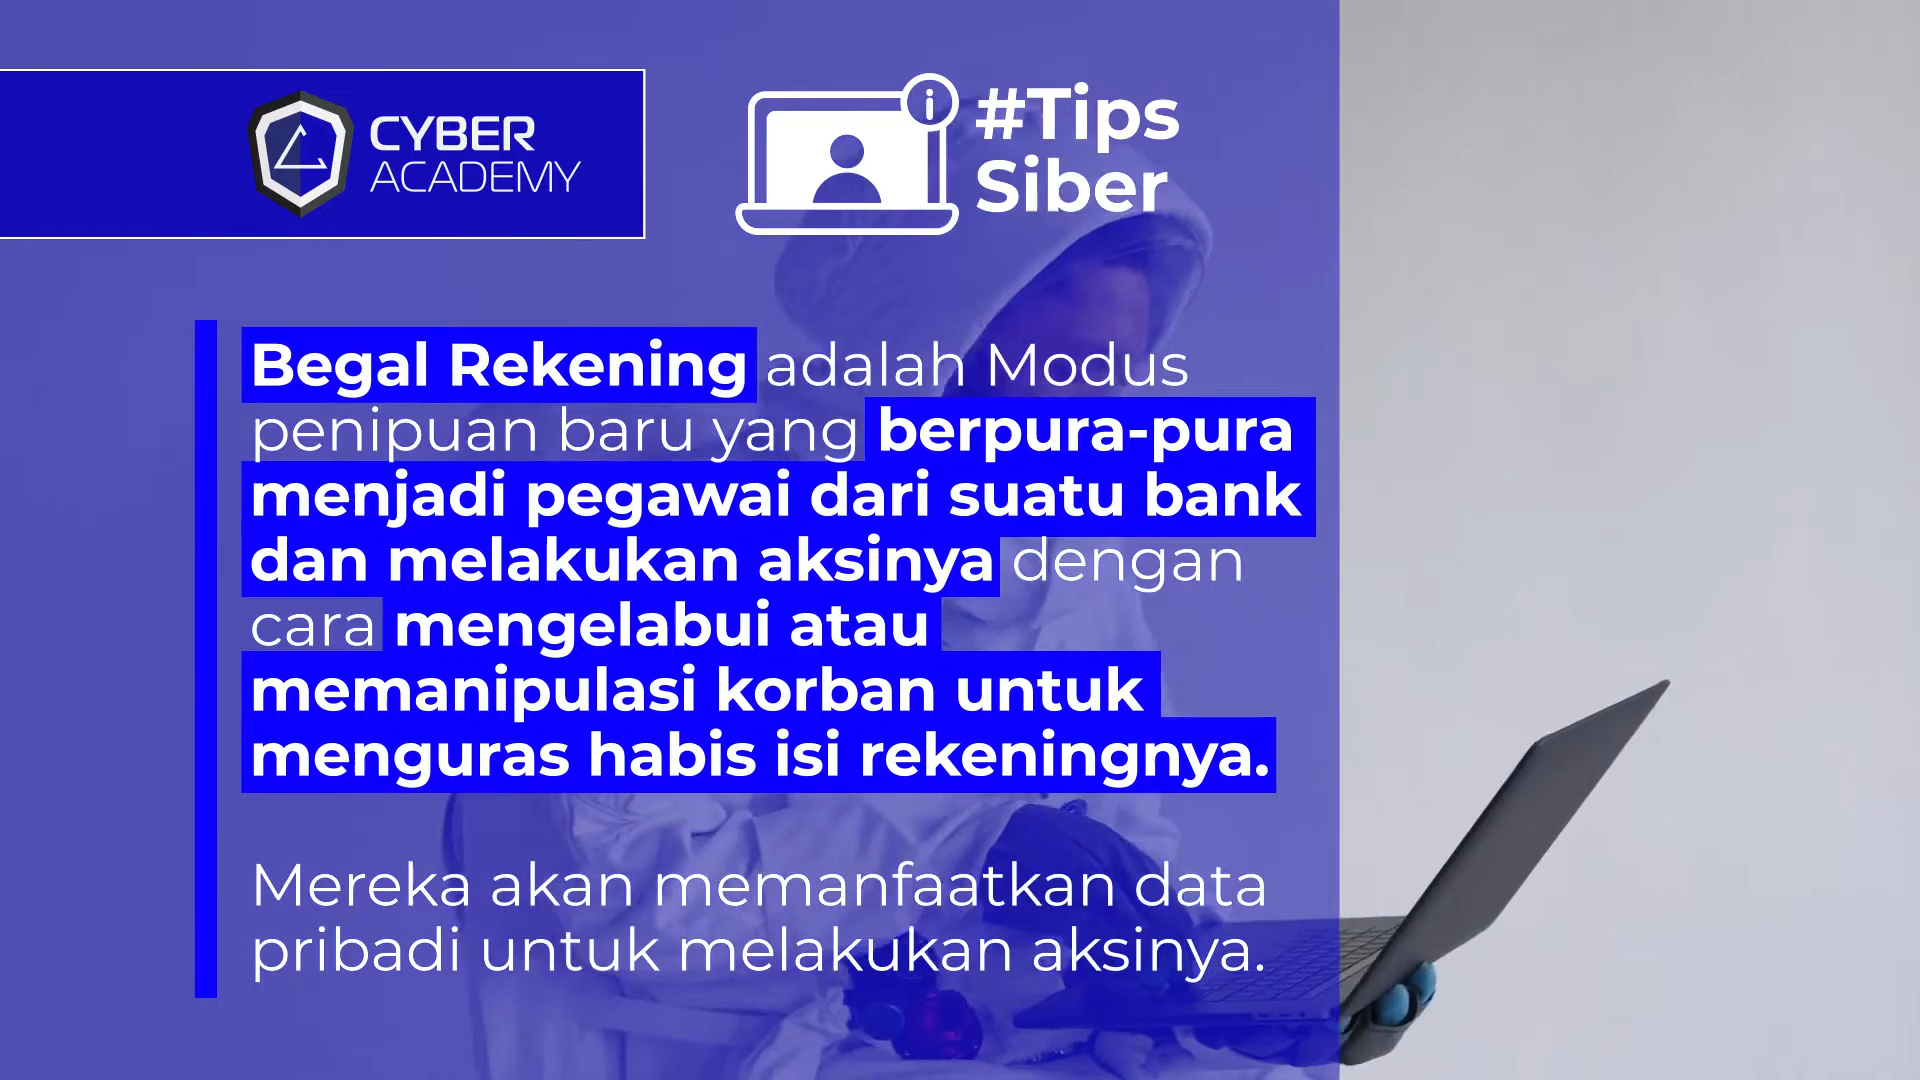 CYBER
ACADEMY
#Tips
Siber
Begal Rekening adalah Modus
penipuan baru yang berpura-pura
menjadi pegawai dari suatu bank
dan melakukan aksinya dengan
cara mengelabui atau
memanipulasi korban untuk
menguras habis isi rekeningnya.
Mereka akan memanfaatkan data
pribadi untuk melakukan aksinya.